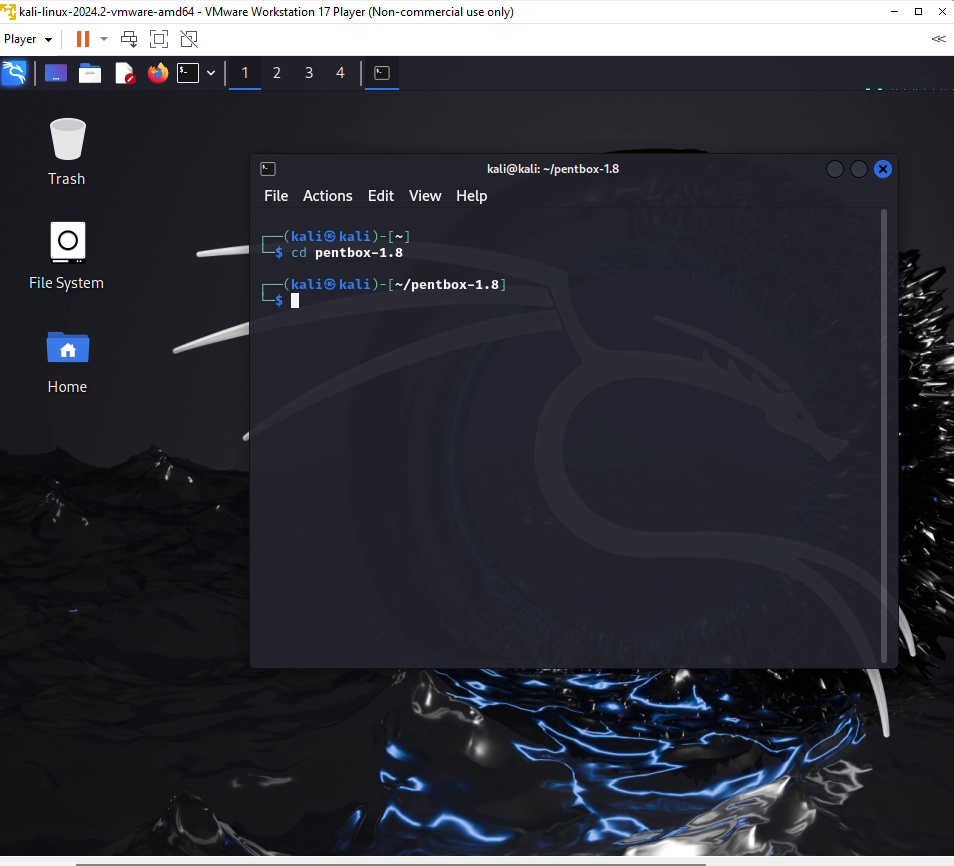 kali-linux-2024.2-vmware-amd64 - VMware Workstation 17 Player (Non-commercial use only)
Player
1 2 3 4
Trash
File System
Home
kali@kali: ~/pentbox-1.8
File Actions Edit View Help
┌──(kali㉿kali)-[~]
└─$ cd pentbox-1.8
┌──(kali㉿kali)-[~/pentbox-1.8]
└─$